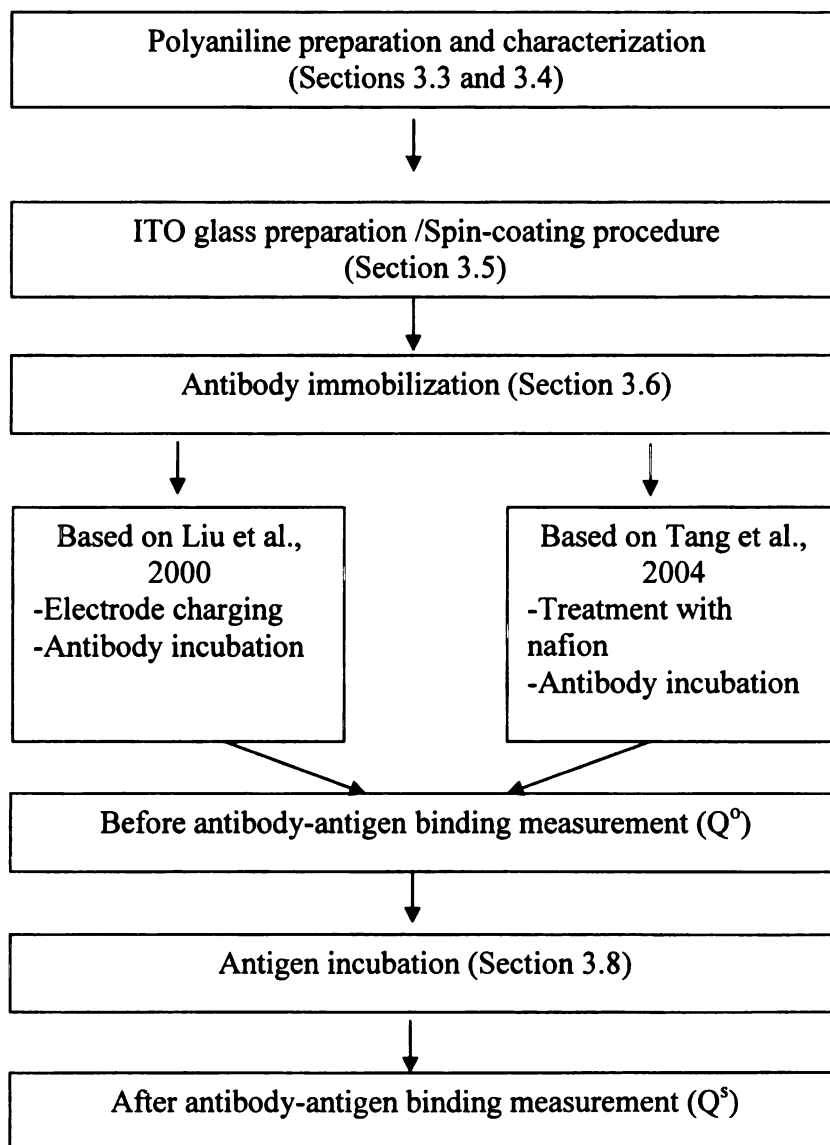 Polyaniline preparation and characterization
(Sections 3.3 and 3.4)
ITO glass preparation /Spin-coating procedure
(Section 3.5)
Antibody immobilization (Section 3.6)
Based on Liu et al.,
2000
-Electrode charging
-Antibody incubation
Based on Tang et al.,
2004
-Treatment with
nafion
-Antibody incubation
Before antibody-antigen binding measurement (Q°)
Antigen incubation (Section 3.8)
After antibody-antigen binding measurement (Qˢ)